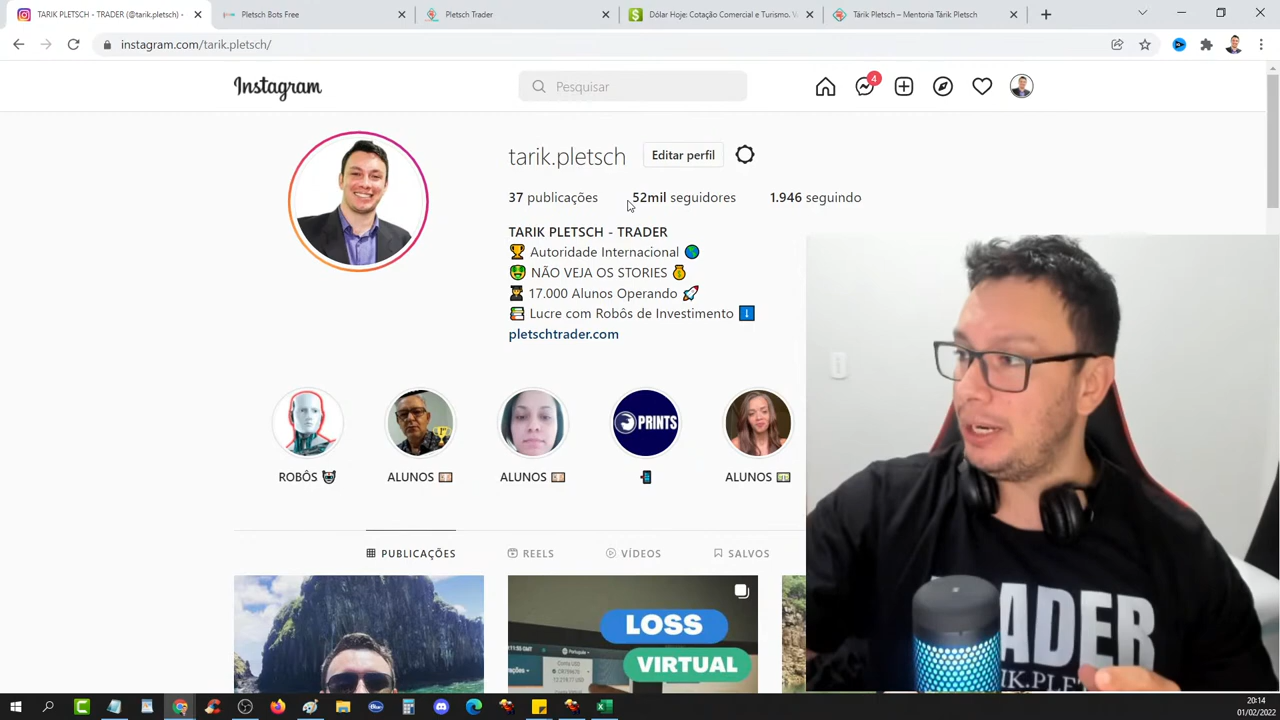 TARIK PLETSCH - TRADER (@tarik.pletsch) -
Pletsch Bots Free
Pletsch Trader
Dólar Hoje: Cotação Comercial e Turismo. V
Tárik Pletsch – Mentoria Tárik Pletsch
instagram.com/tarik.pletsch/
Instagram
Pesquisar
4
tarik.pletsch
Editar perfil
37 publicações
52mil seguidores
1.946 seguindo
TARIK PLETSCH - TRADER
🏆 Autoridade Internacional 🌎
🤑 NÃO VEJA OS STORIES 💰
👨‍🎓 17.000 Alunos Operando 🚀
📚 Lucre com Robôs de Investimento ⬇️
pletschtrader.com
PRINTS
ROBÔS
ALUNOS
ALUNOS
ALUNOS
PUBLICAÇÕES
REELS
VÍDEOS
SALVOS
LOSS
VIRTUAL
TRADER
20:14
01/02/2022